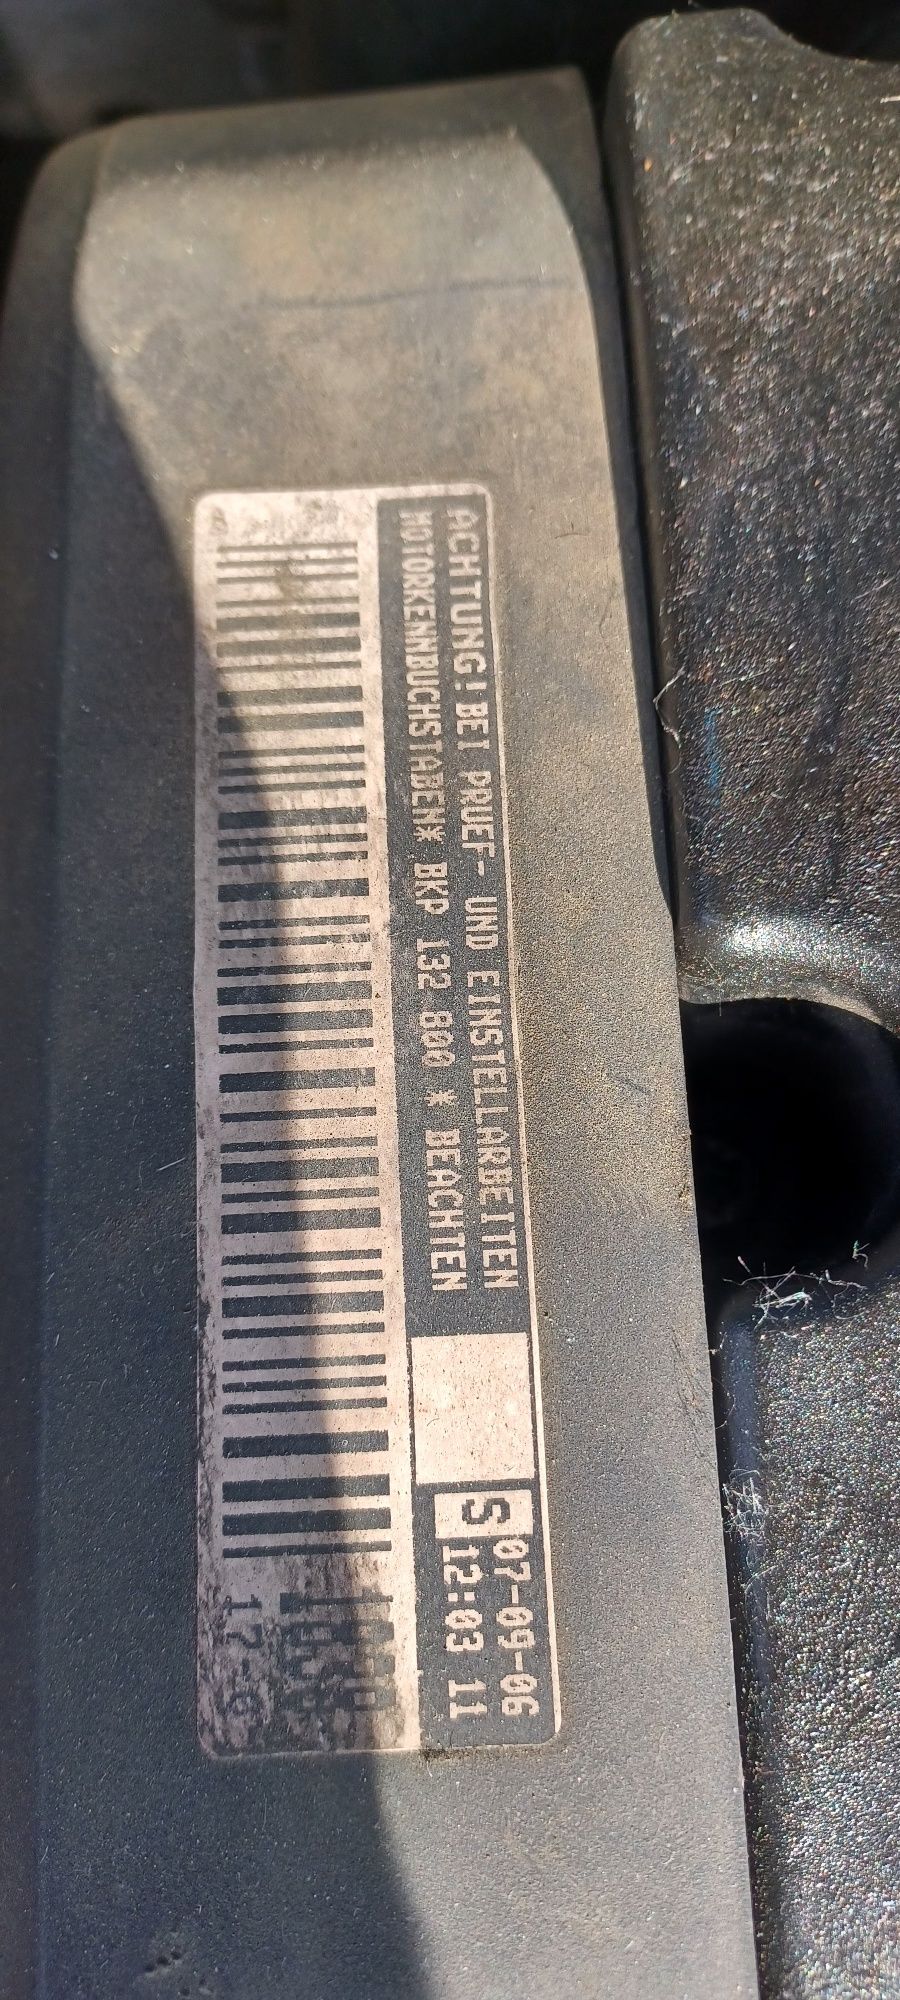 ACHTUNG! BEI PRUEF- UND EINSTELLARBEITEN
MOTORKENNBUCHSTABEN* BKP 132 800 * BEACHTEN
S 07-09-06
12:03 11